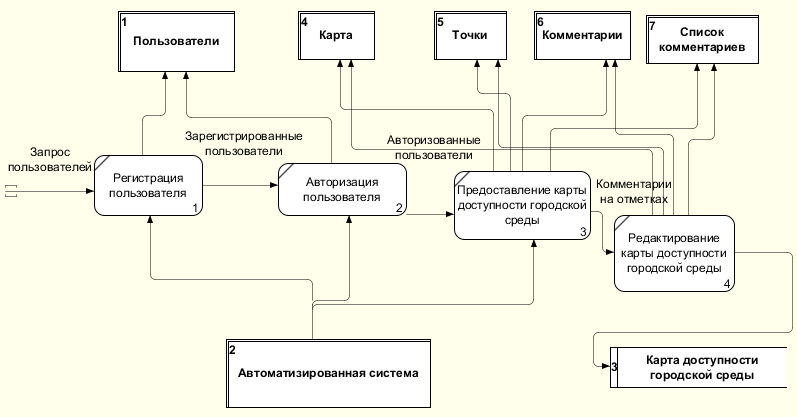 1
Пользователи
4
Карта
5
Точки
6
Комментарии
7
Список
комментариев
Запрос
пользователей
Зарегистрированные
пользователи
Авторизованные
пользователи
Комментарии
на отметках
Регистрация
пользователя
1
Авторизация
пользователя
2
Предоставление карты
доступности городской
среды
3
Редактирование
карты доступности
городской среды
4
2
Автоматизированная система
3
Карта доступности
городской среды